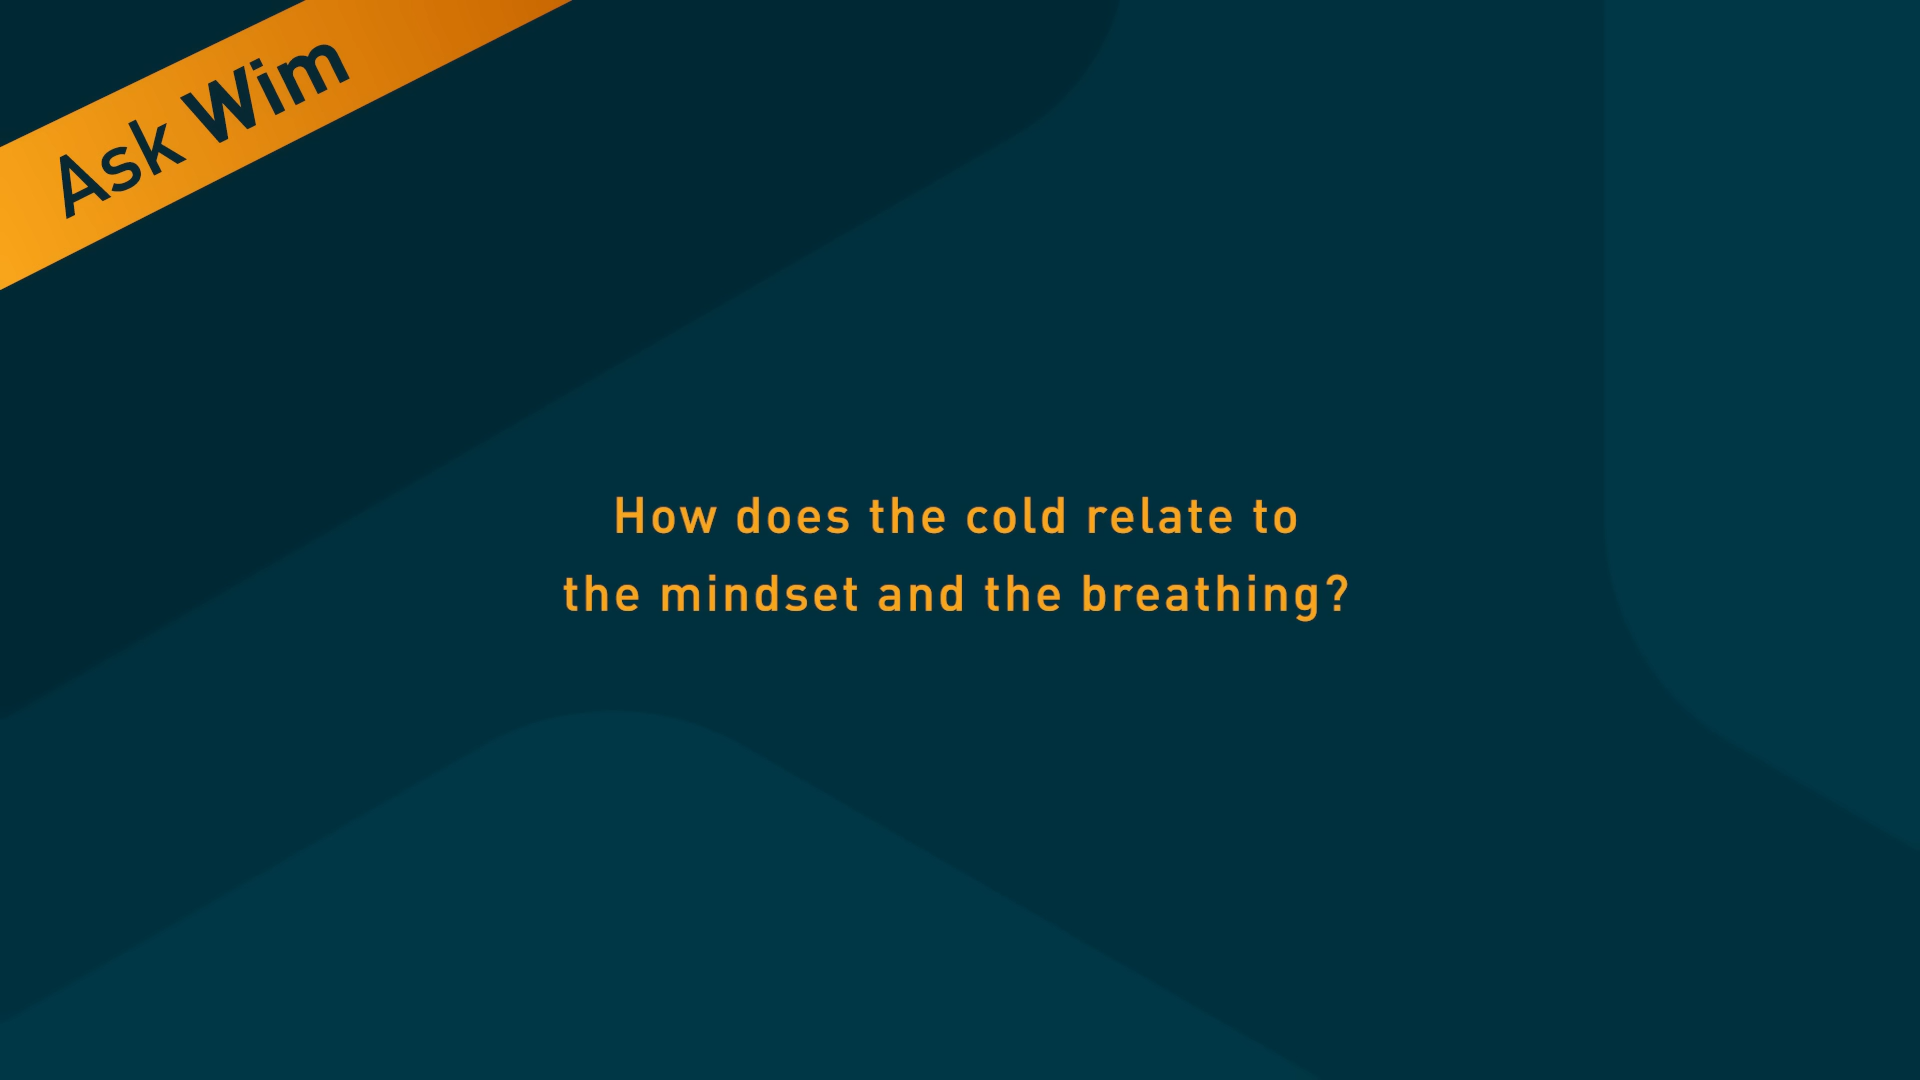 Ask Wim
How does the cold relate to
the mindset and the breathing?